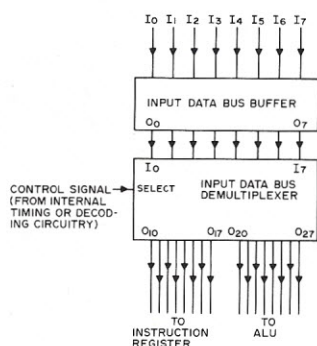 I0 I1 I2 I3 I4 I5 I6 I7
INPUT DATA BUS BUFFER
O0 O7
I0 I7
CONTROL SIGNAL
(FROM INTERNAL
TIMING OR DECOD-
ING CIRCUITRY)
SELECT
INPUT DATA BUS
DEMULTIPLEXER
O10 O17 O20 O27
TO
INSTRUCTION
REGISTER
TO
ALU